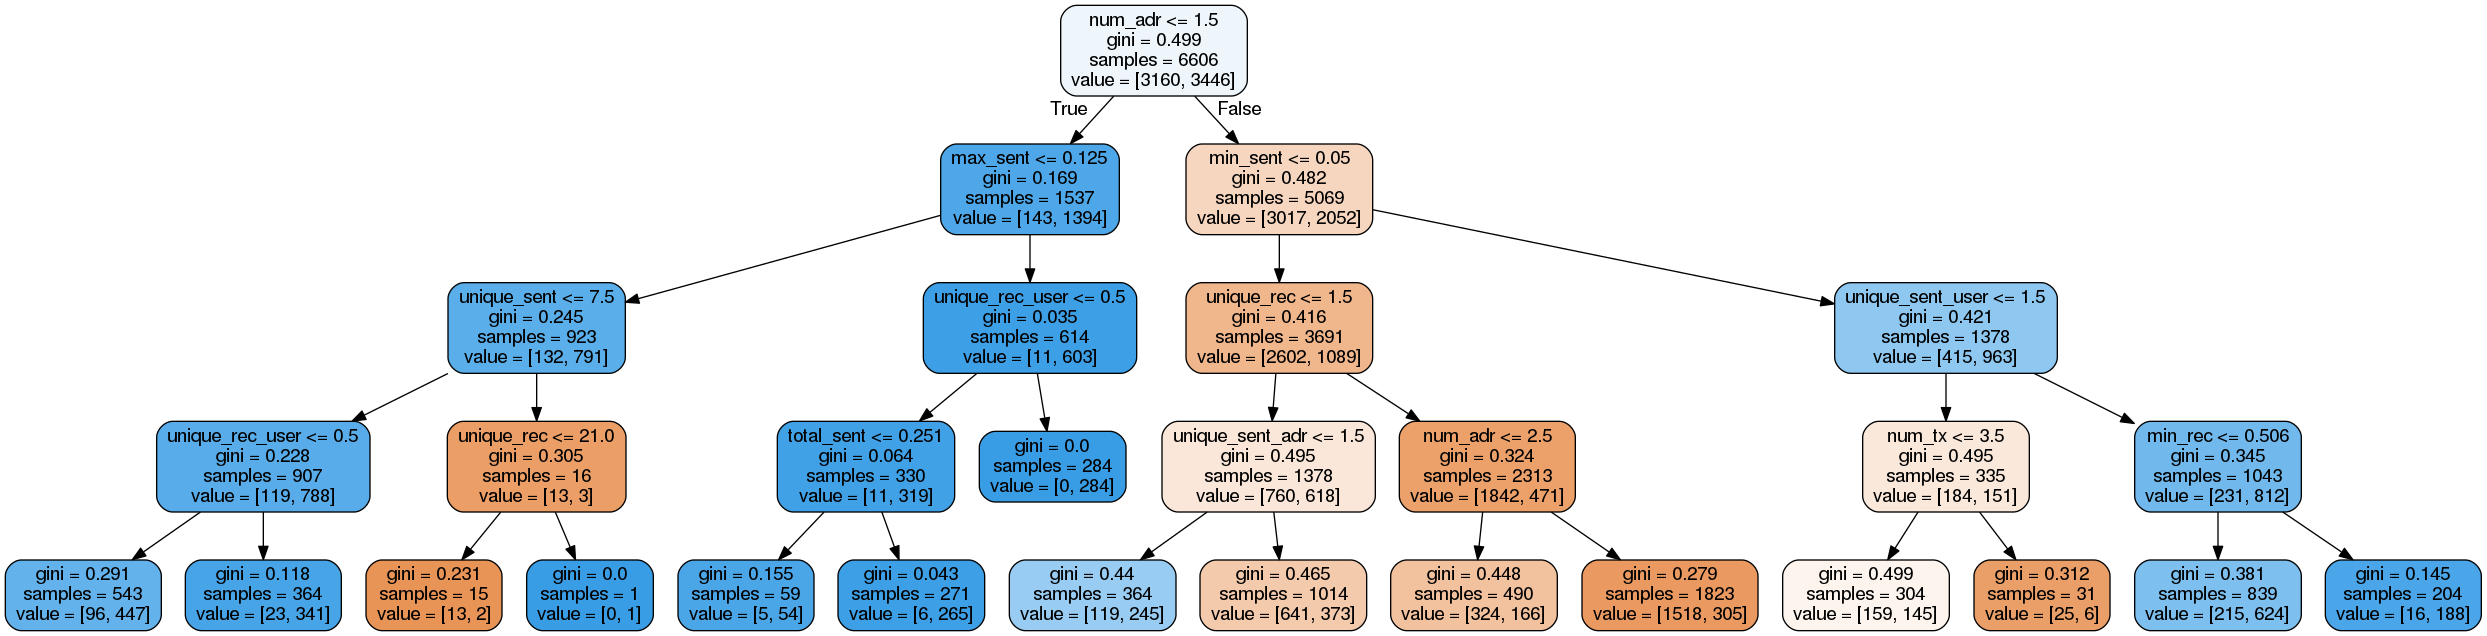 num_adr <= 1.5
gini = 0.499
samples = 6606
value = [3160, 3446]
True
False
max_sent <= 0.125
gini = 0.169
samples = 1537
value = [143, 1394]
min_sent <= 0.05
gini = 0.482
samples = 5069
value = [3017, 2052]
unique_sent <= 7.5
gini = 0.245
samples = 923
value = [132, 791]
unique_rec_user <= 0.5
gini = 0.035
samples = 614
value = [11, 603]
unique_rec <= 1.5
gini = 0.416
samples = 3691
value = [2602, 1089]
unique_sent_user <= 1.5
gini = 0.421
samples = 1378
value = [415, 963]
unique_rec_user <= 0.5
gini = 0.228
samples = 907
value = [119, 788]
unique_rec <= 21.0
gini = 0.305
samples = 16
value = [13, 3]
total_sent <= 0.251
gini = 0.064
samples = 330
value = [11, 319]
gini = 0.0
samples = 284
value = [0, 284]
unique_sent_adr <= 1.5
gini = 0.495
samples = 1378
value = [760, 618]
num_adr <= 2.5
gini = 0.324
samples = 2313
value = [1842, 471]
num_tx <= 3.5
gini = 0.495
samples = 335
value = [184, 151]
min_rec <= 0.506
gini = 0.345
samples = 1043
value = [231, 812]
gini = 0.291
samples = 543
value = [96, 447]
gini = 0.118
samples = 364
value = [23, 341]
gini = 0.231
samples = 15
value = [13, 2]
gini = 0.0
samples = 1
value = [0, 1]
gini = 0.155
samples = 59
value = [5, 54]
gini = 0.043
samples = 271
value = [6, 265]
gini = 0.44
samples = 364
value = [119, 245]
gini = 0.465
samples = 1014
value = [641, 373]
gini = 0.448
samples = 490
value = [324, 166]
gini = 0.279
samples = 1823
value = [1518, 305]
gini = 0.499
samples = 304
value = [159, 145]
gini = 0.312
samples = 31
value = [25, 6]
gini = 0.381
samples = 839
value = [215, 624]
gini = 0.145
samples = 204
value = [16, 188]